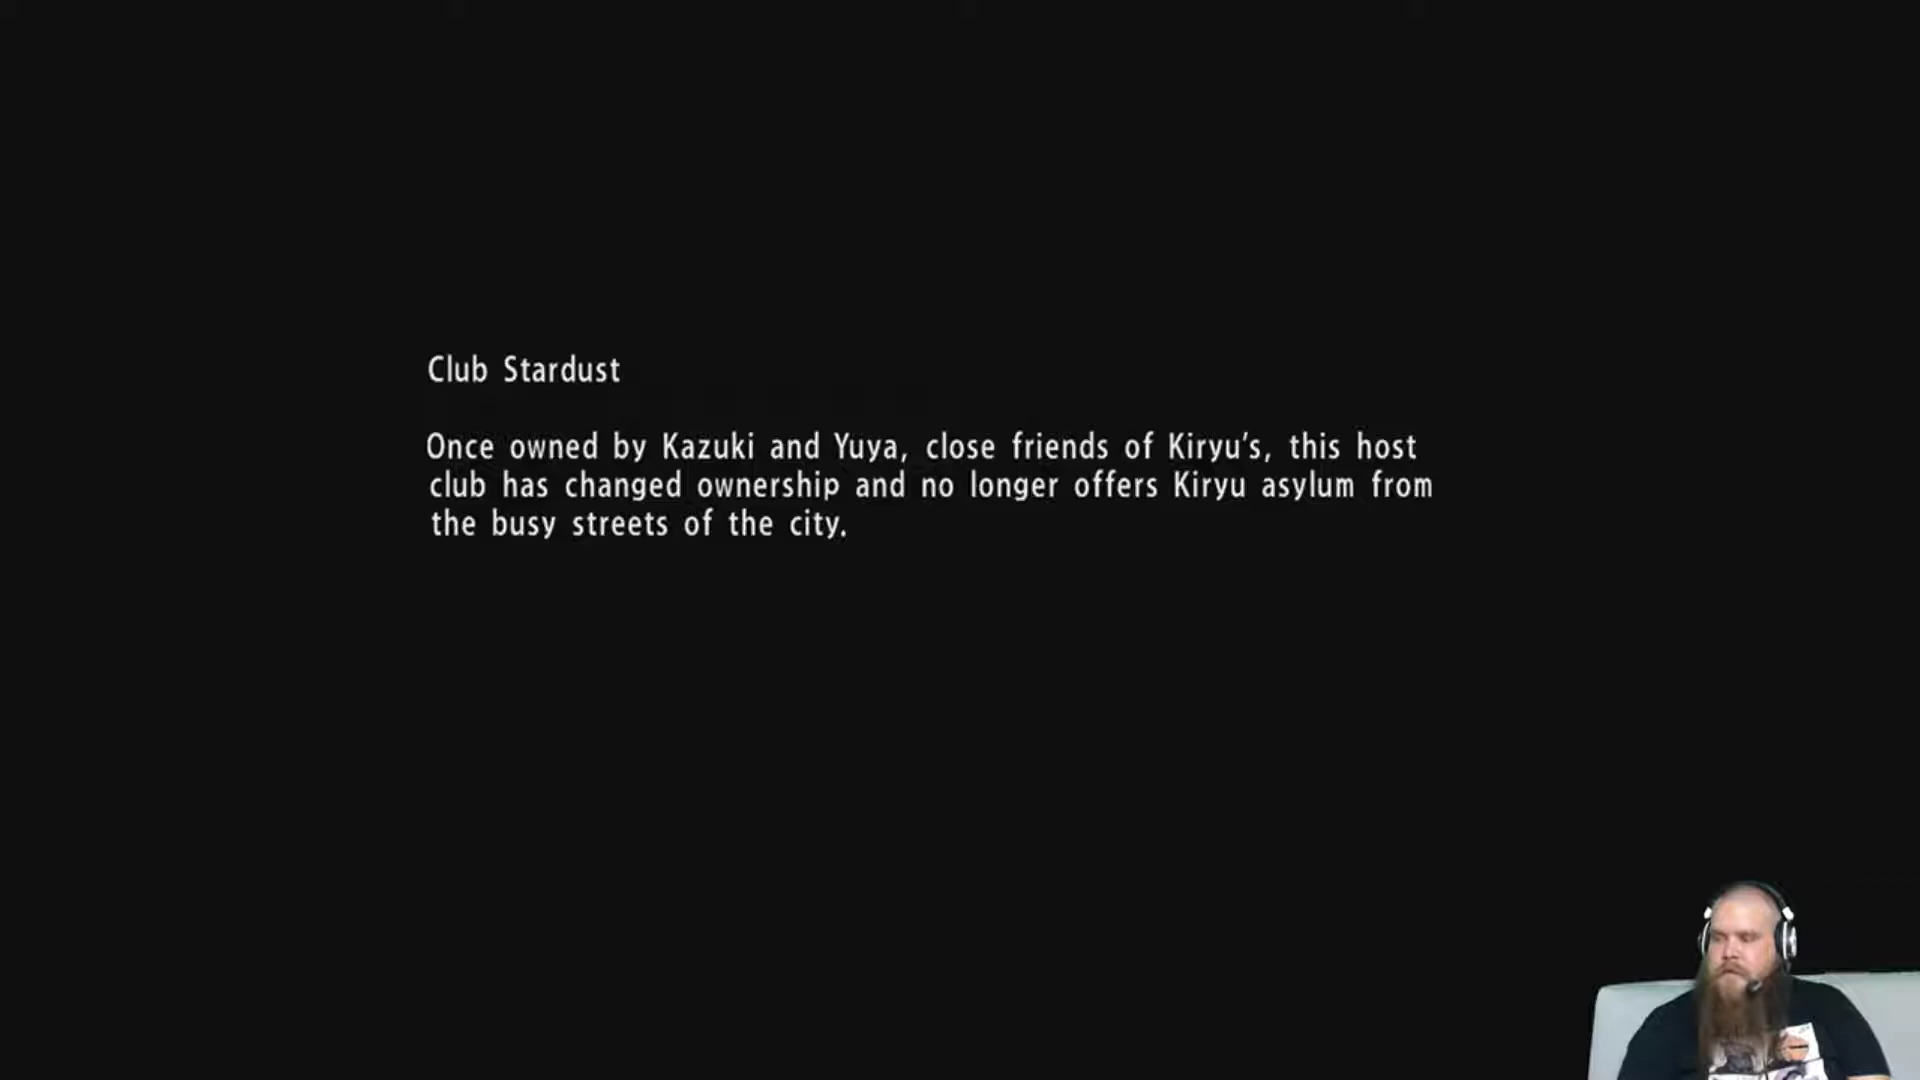 Club Stardust
Once owned by Kazuki and Yuya, close friends of Kiryu's, this host
club has changed ownership and no longer offers Kiryu asylum from
the busy streets of the city.